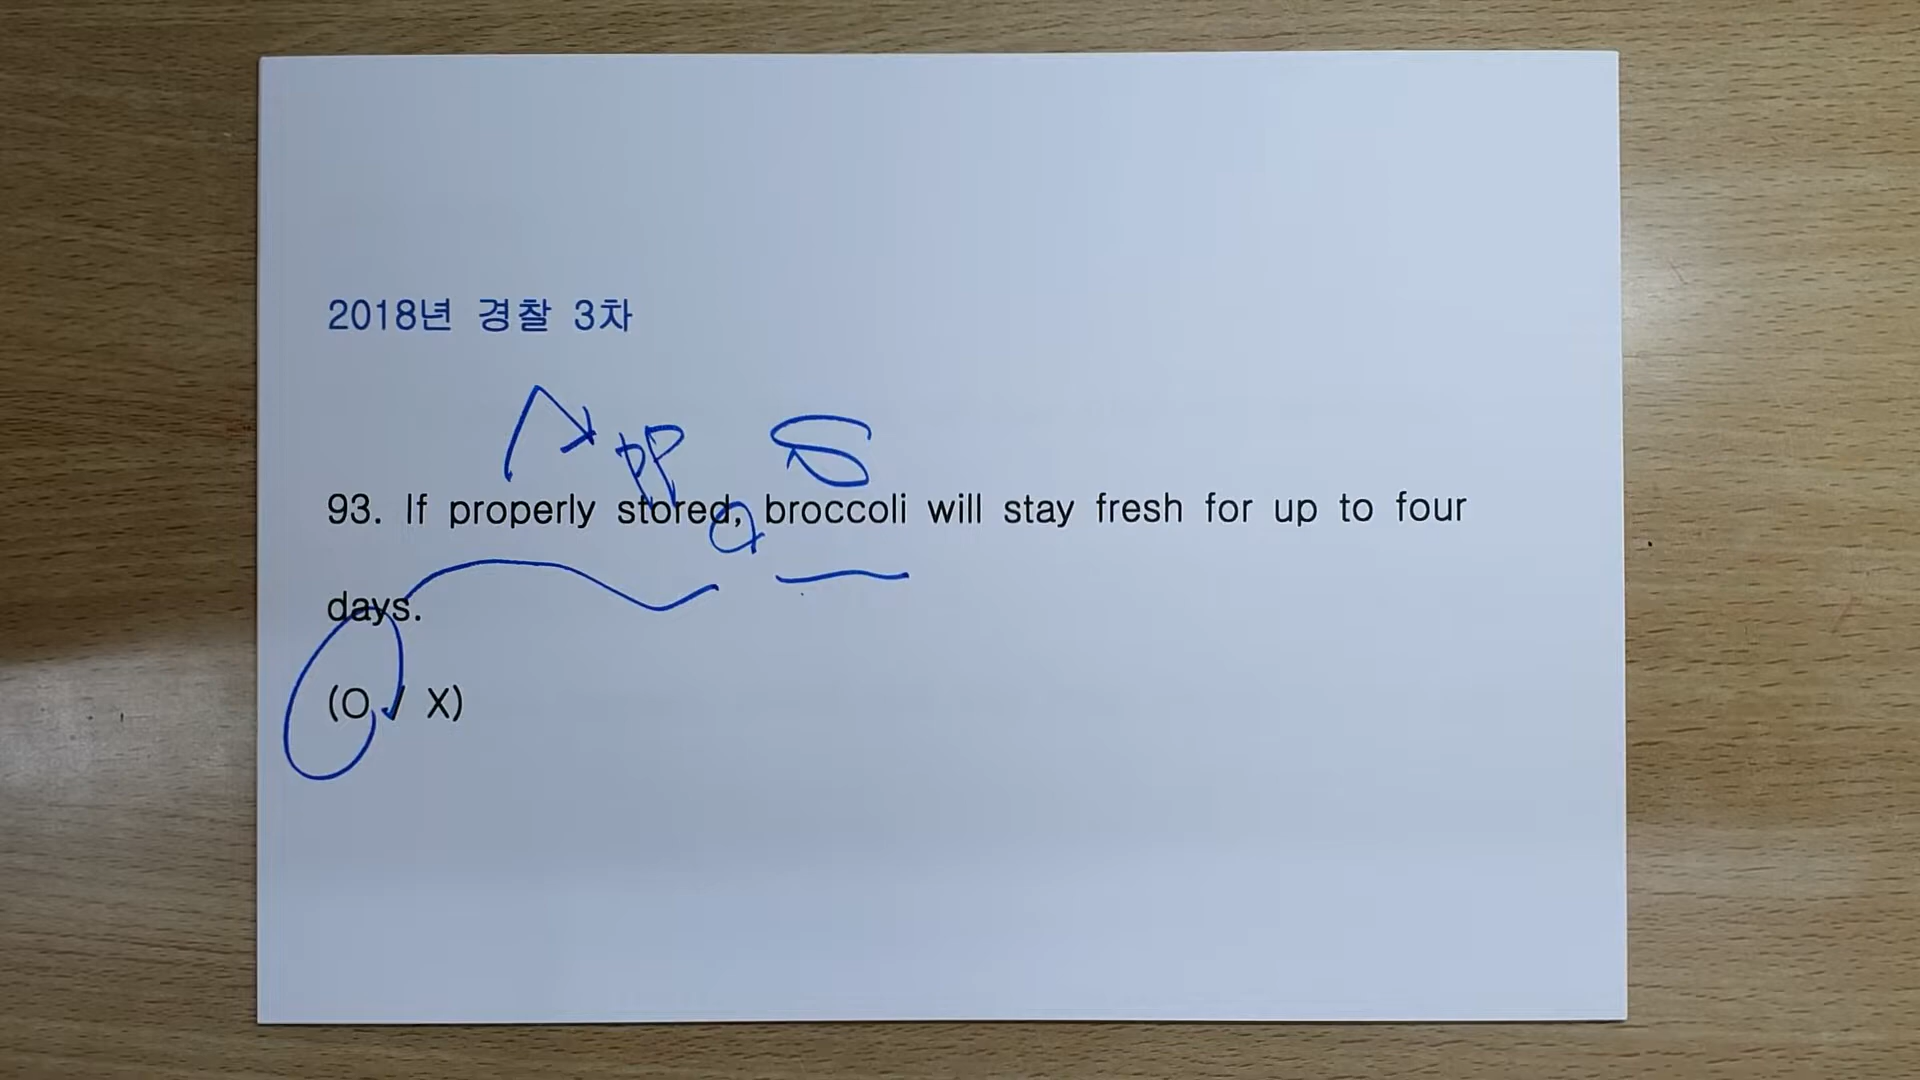 2018년 경찰 3차
pp S
93. If properly stored, broccoli will stay fresh for up to four
days.
(O / X)